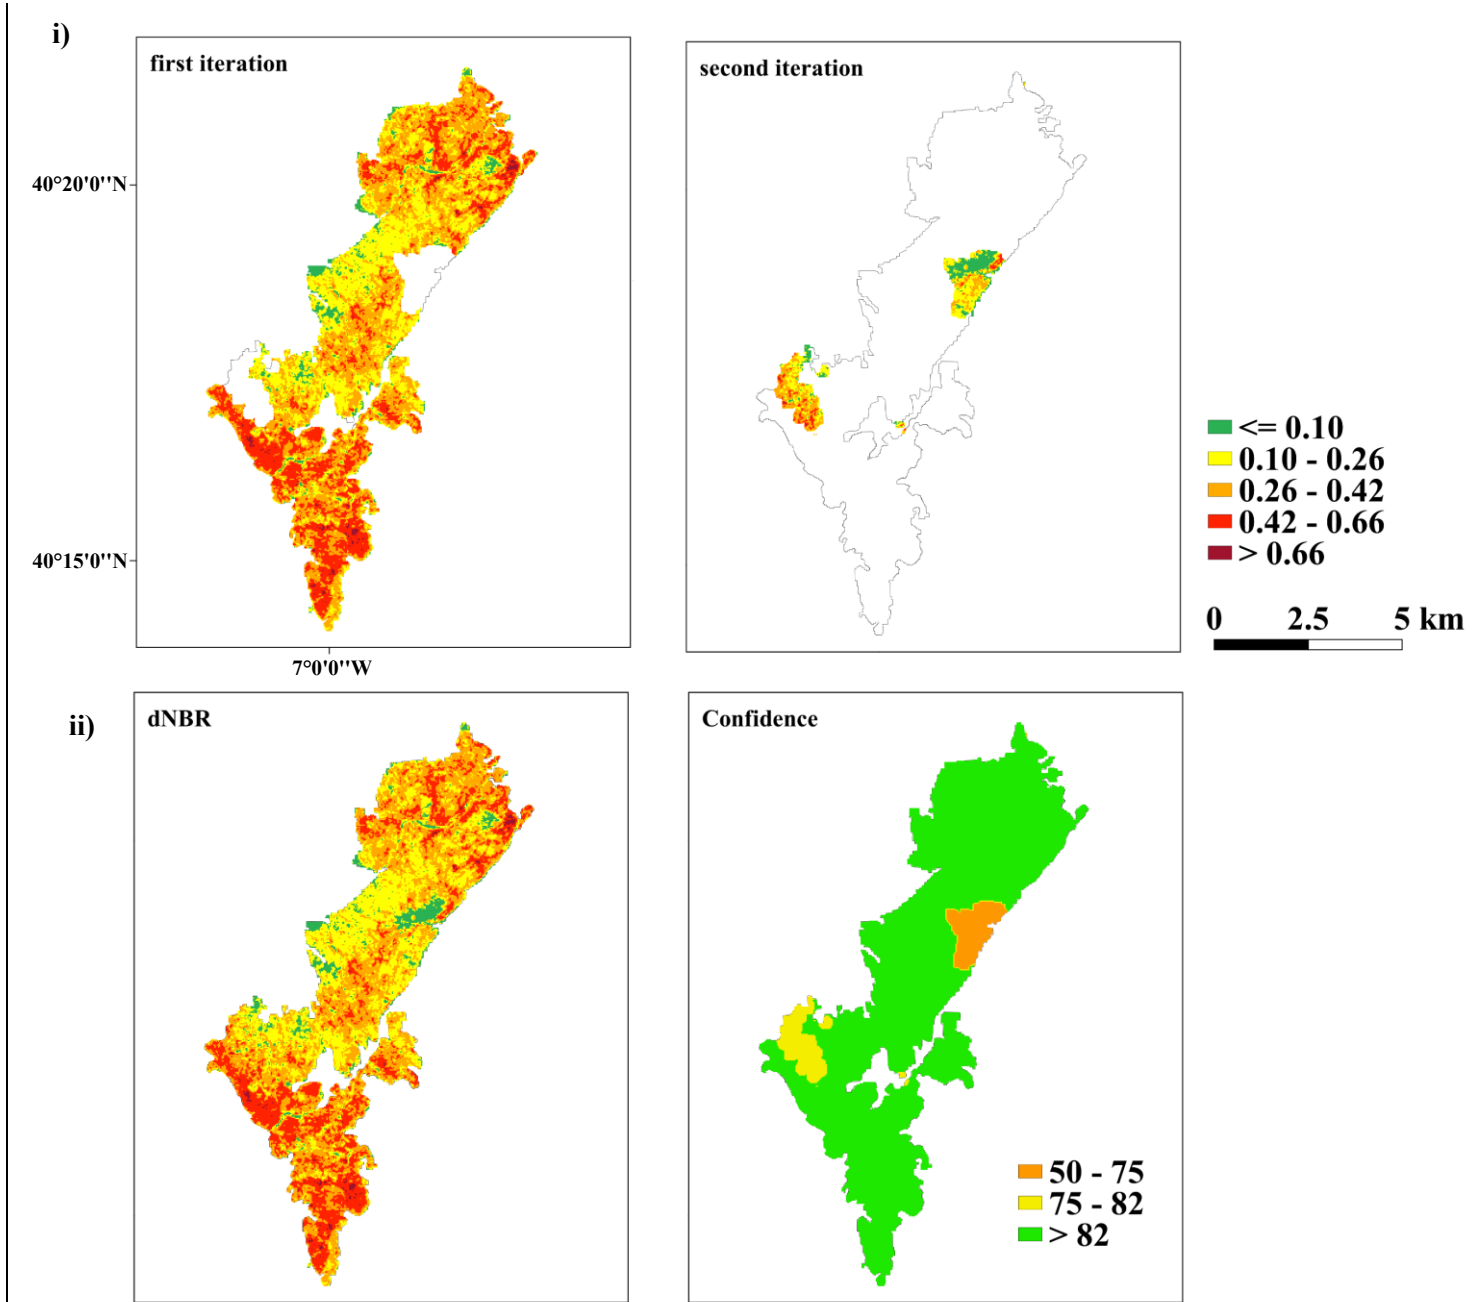 i)
first iteration
second iteration
40°20'0''N
40°15'0''N
7°0'0''W
<= 0.10
0.10 - 0.26
0.26 - 0.42
0.42 - 0.66
> 0.66
0 2.5 5 km
ii)
dNBR
Confidence
50 - 75
75 - 82
> 82